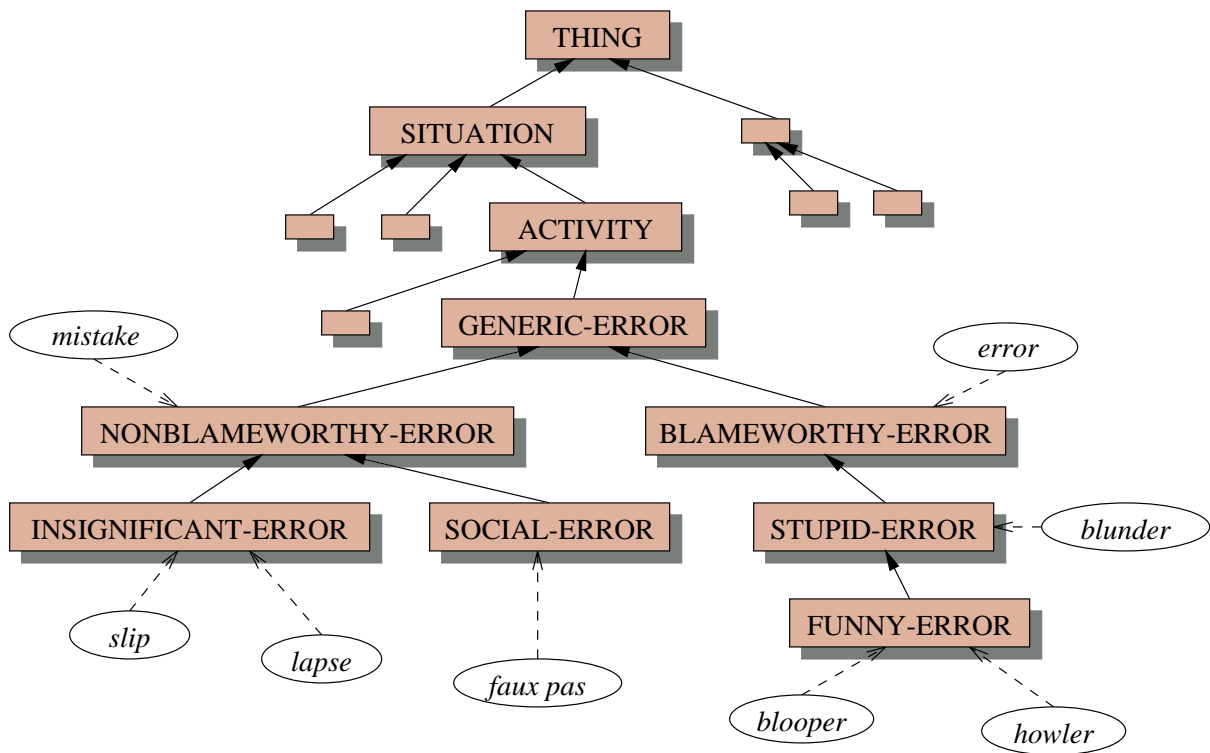 THING
SITUATION
ACTIVITY
GENERIC-ERROR
mistake
error
NONBLAMEWORTHY-ERROR
BLAMEWORTHY-ERROR
INSIGNIFICANT-ERROR
SOCIAL-ERROR
STUPID-ERROR
blunder
slip
lapse
faux pas
FUNNY-ERROR
blooper
howler